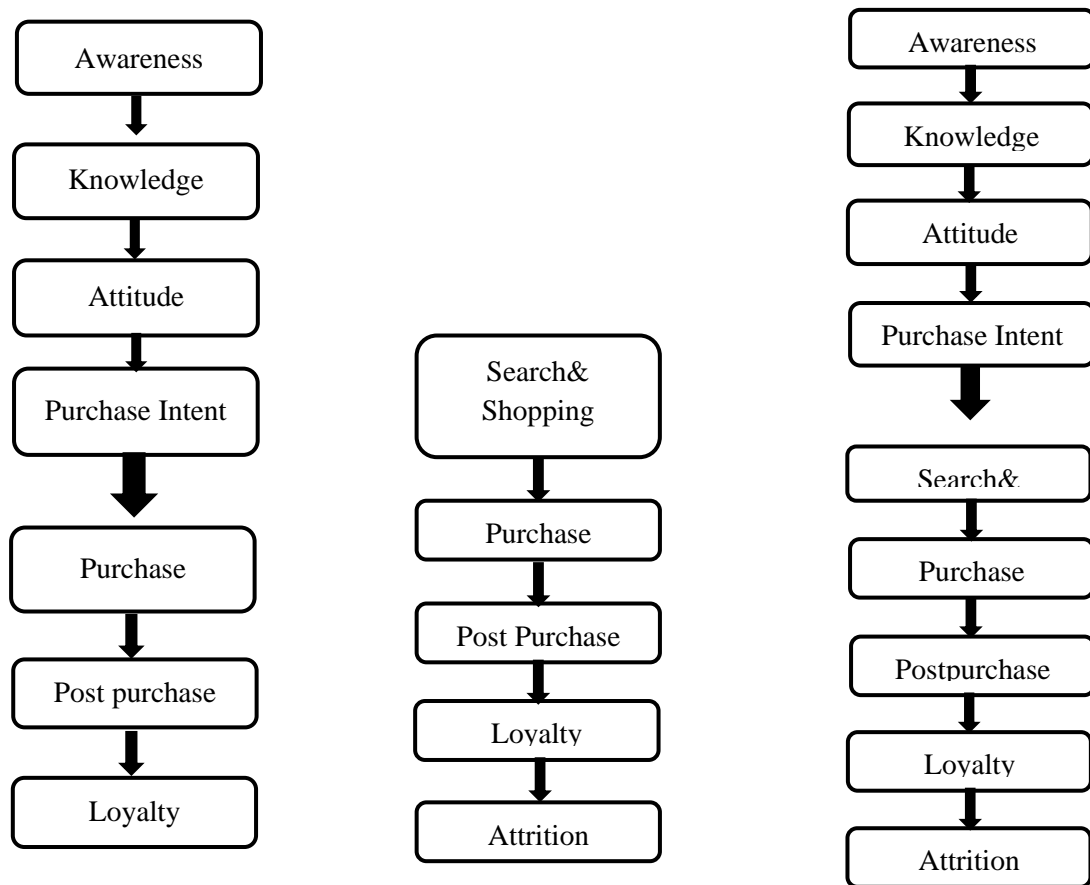 Awareness
Knowledge
Attitude
Purchase Intent
Purchase
Post purchase
Loyalty
Search&
Shopping
Purchase
Post Purchase
Loyalty
Attrition
Awareness
Knowledge
Attitude
Purchase Intent
Search&
Purchase
Postpurchase
Loyalty
Attrition